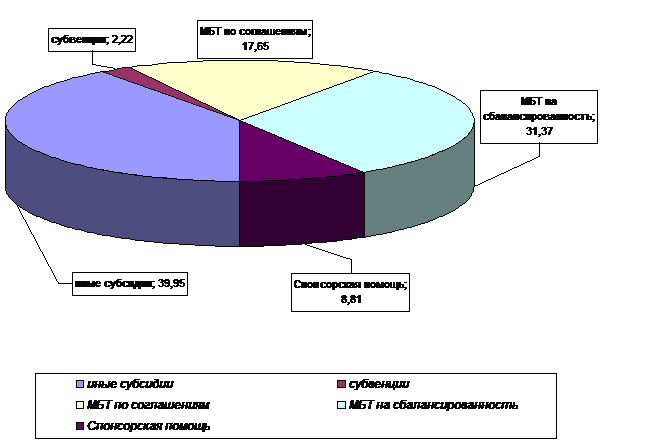 МБТ по соглашениям;
17,65
субвенции; 2,22
МБТ на
сбалансированность;
31,37
иные субсидии; 39,95
Спонсорская помощь;
8,81
иные субсидии
субвенции
МБТ по соглашениям
МБТ на сбалансированность
Спонсорская помощь